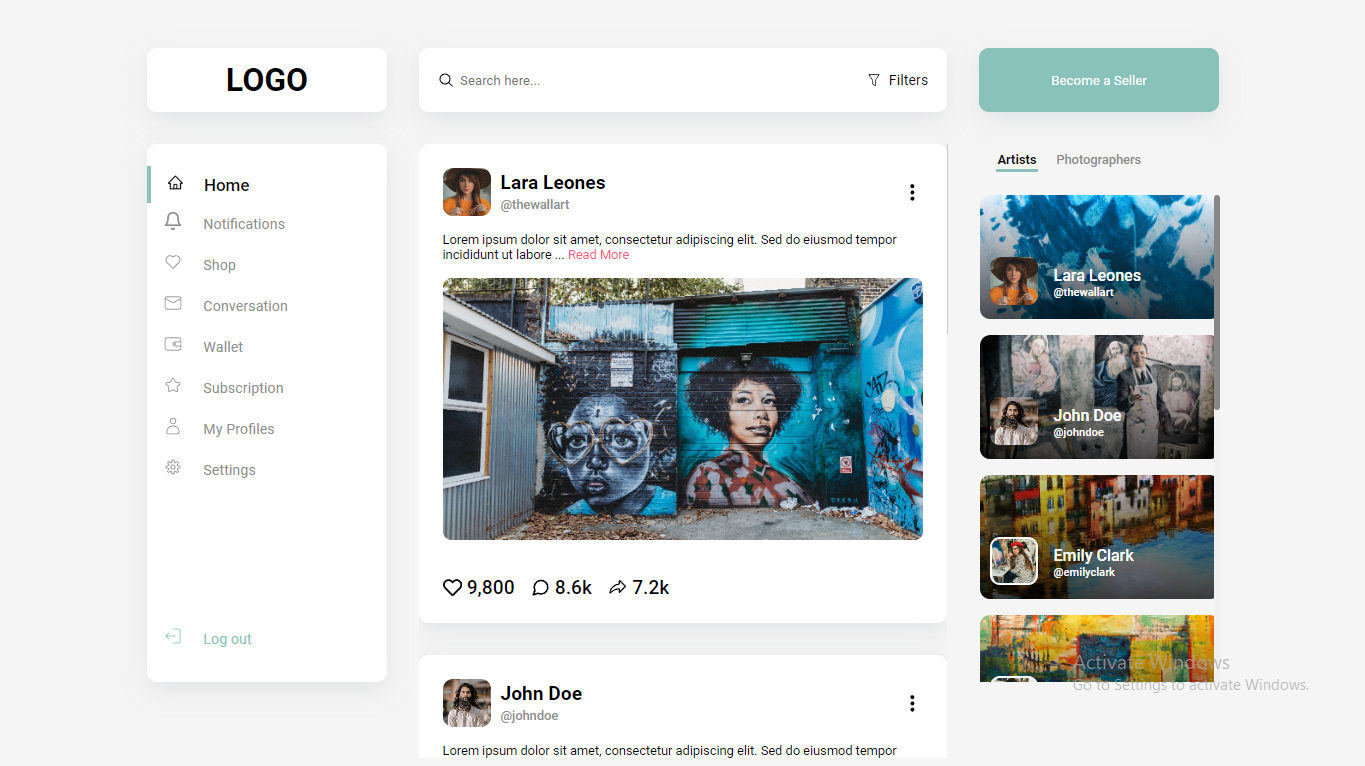 LOGO
Search here...
Filters
Become a Seller
Home
Notifications
Shop
Conversation
Wallet
Subscription
My Profiles
Settings
Log out
Lara Leones
@thewallart
Lorem ipsum dolor sit amet, consectetur adipiscing elit. Sed do eiusmod tempor
incididunt ut labore ... Read More
9,800 8.6k 7.2k
John Doe
@johndoe
Lorem ipsum dolor sit amet, consectetur adipiscing elit. Sed do eiusmod tempor
Artists Photographers
Lara Leones
@thewallart
John Doe
@johndoe
Emily Clark
@emilyclark
Activate Windows
Go to Settings to activate Windows.